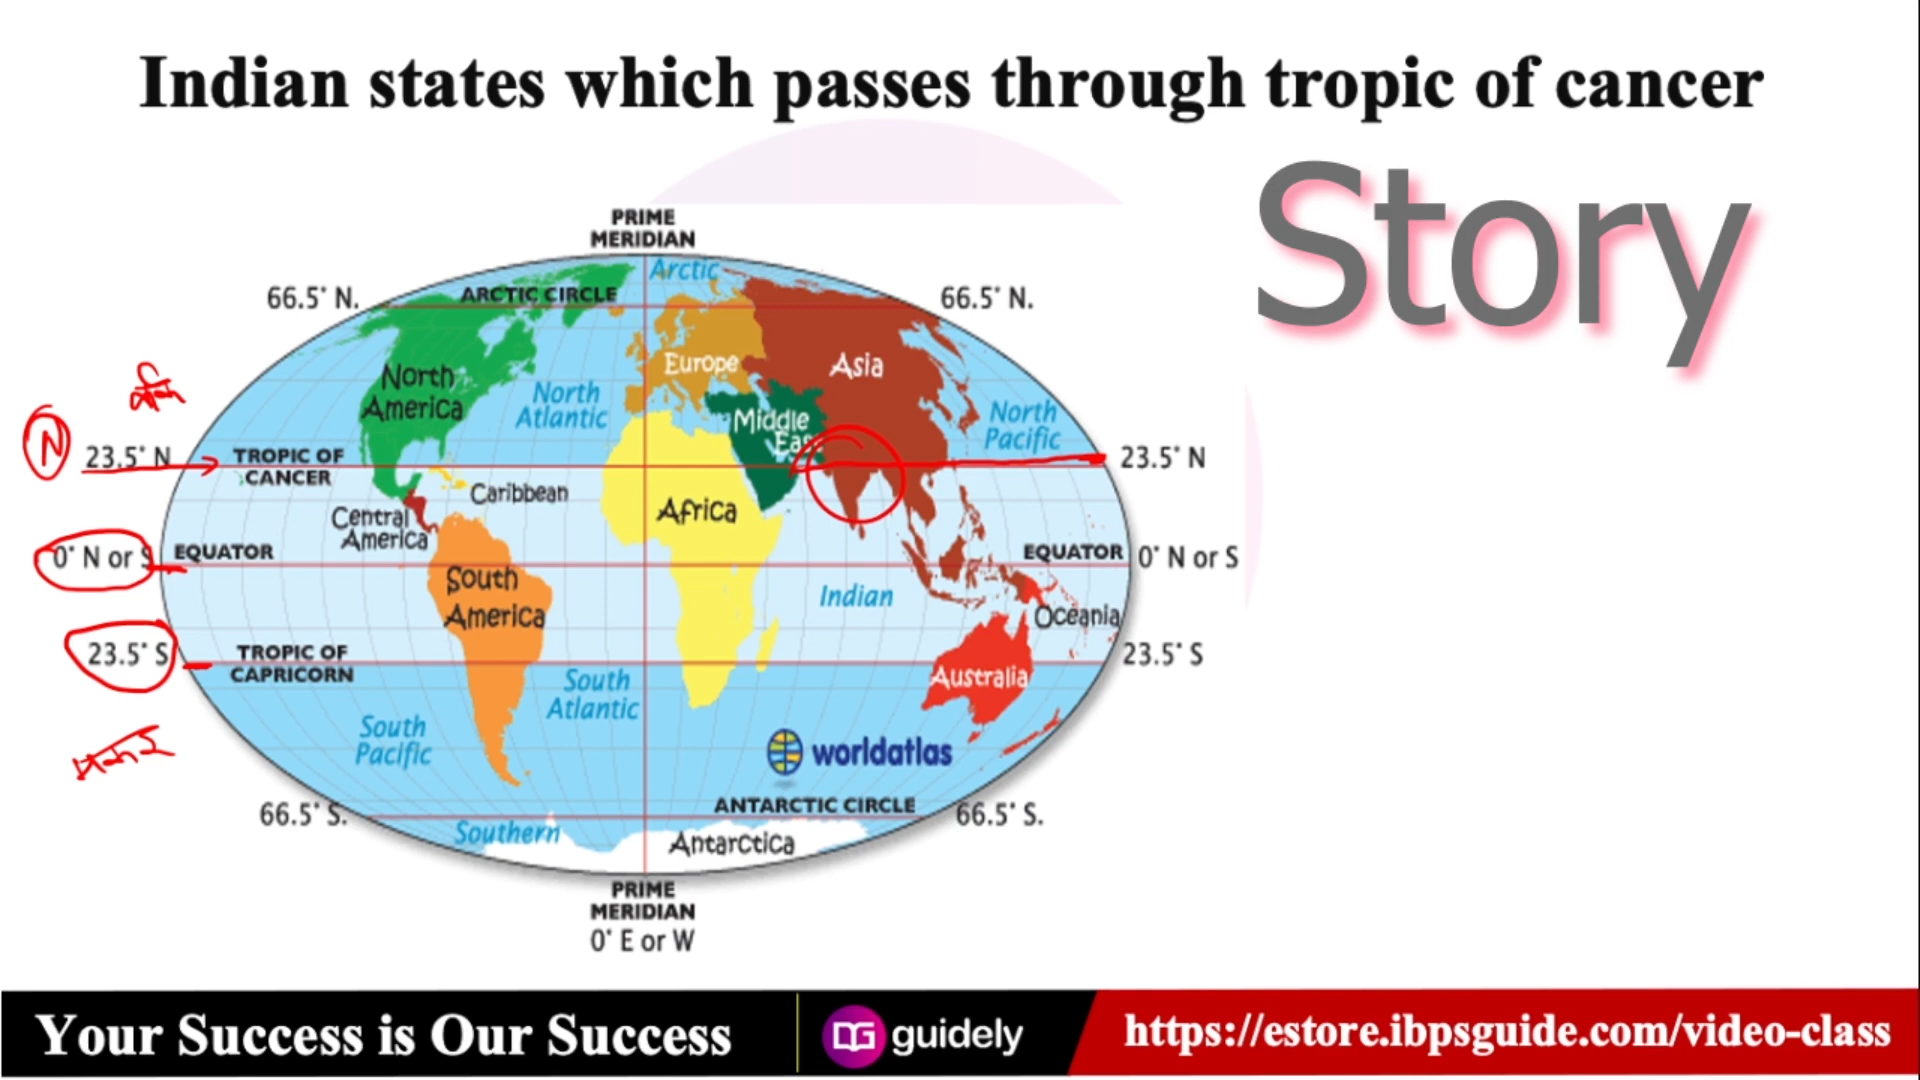 Indian states which passes through tropic of cancer
Story
PRIME
MERIDIAN
Arctic
66.5° N.
ARCTIC CIRCLE
66.5° N.
Europe
Asia
North
America
North
Atlantic
Middle
East
North
Pacific
N
23.5° N
TROPIC OF
CANCER
23.5° N
Caribbean
Africa
Central
America
0° N or S
EQUATOR
EQUATOR
0° N or S
South
America
Indian
Oceania
23.5° S
TROPIC OF
CAPRICORN
23.5° S
South
Atlantic
Australia
South
Pacific
worldatlas
66.5° S.
ANTARCTIC CIRCLE
66.5° S.
Southern
Antarctica
PRIME
MERIDIAN
0° E or W
Your Success is Our Success
DG guidely
https://estore.ibpsguide.com/video-class